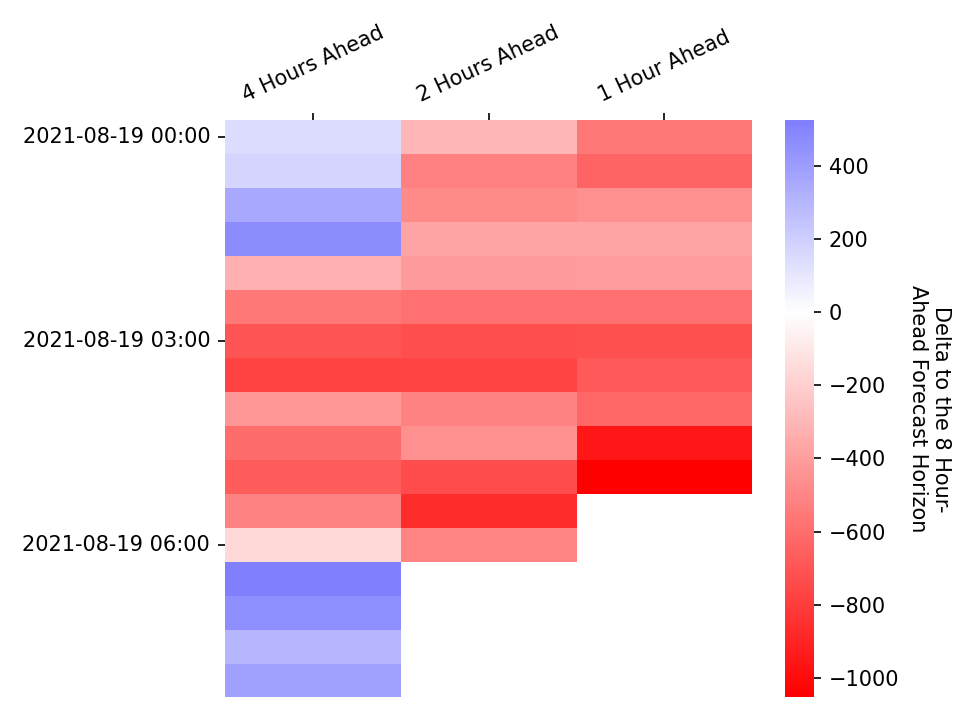 4 Hours Ahead
2 Hours Ahead
1 Hour Ahead
2021-08-19 00:00
2021-08-19 03:00
2021-08-19 06:00
400
200
0
−200
−400
−600
−800
−1000
Delta to the 8 Hour-
Ahead Forecast Horizon